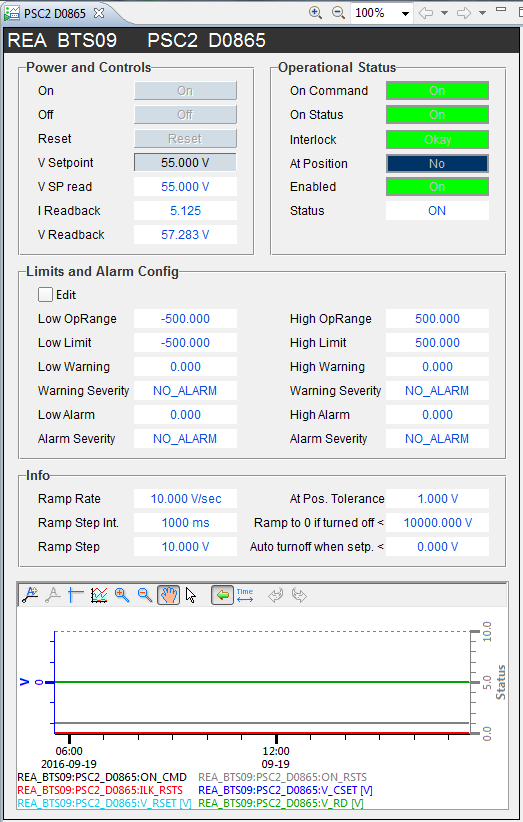 PSC2 D0865
100%
REA BTS09 PSC2 D0865
Power and Controls
On On
Off Off
Reset Reset
V Setpoint 55.000 V
V SP read 55.000 V
I Readback 5.125
V Readback 57.283 V
Operational Status
On Command On
On Status On
Interlock Okay
At Position No
Enabled On
Status ON
Limits and Alarm Config
Edit
Low OpRange -500.000 High OpRange 500.000
Low Limit -500.000 High Limit 500.000
Low Warning 0.000 High Warning 0.000
Warning Severity NO_ALARM Warning Severity NO_ALARM
Low Alarm 0.000 High Alarm 0.000
Alarm Severity NO_ALARM Alarm Severity NO_ALARM
Info
Ramp Rate 10.000 V/sec At Pos. Tolerance 1.000 V
Ramp Step Int. 1000 ms Ramp to 0 if turned off < 10000.000 V
Ramp Step 10.000 V Auto turnoff when setp. < 0.000 V
Time
V
0
10.0
5.0
0.0
Status
06:00 12:00
2016-09-19 09-19
REA_BTS09:PSC2_D0865:ON_CMD REA_BTS09:PSC2_D0865:ON_RSTS
REA_BTS09:PSC2_D0865:ILK_RSTS REA_BTS09:PSC2_D0865:V_CSET [V]
REA_BTS09:PSC2_D0865:V_RSET [V] REA_BTS09:PSC2_D0865:V_RD [V]